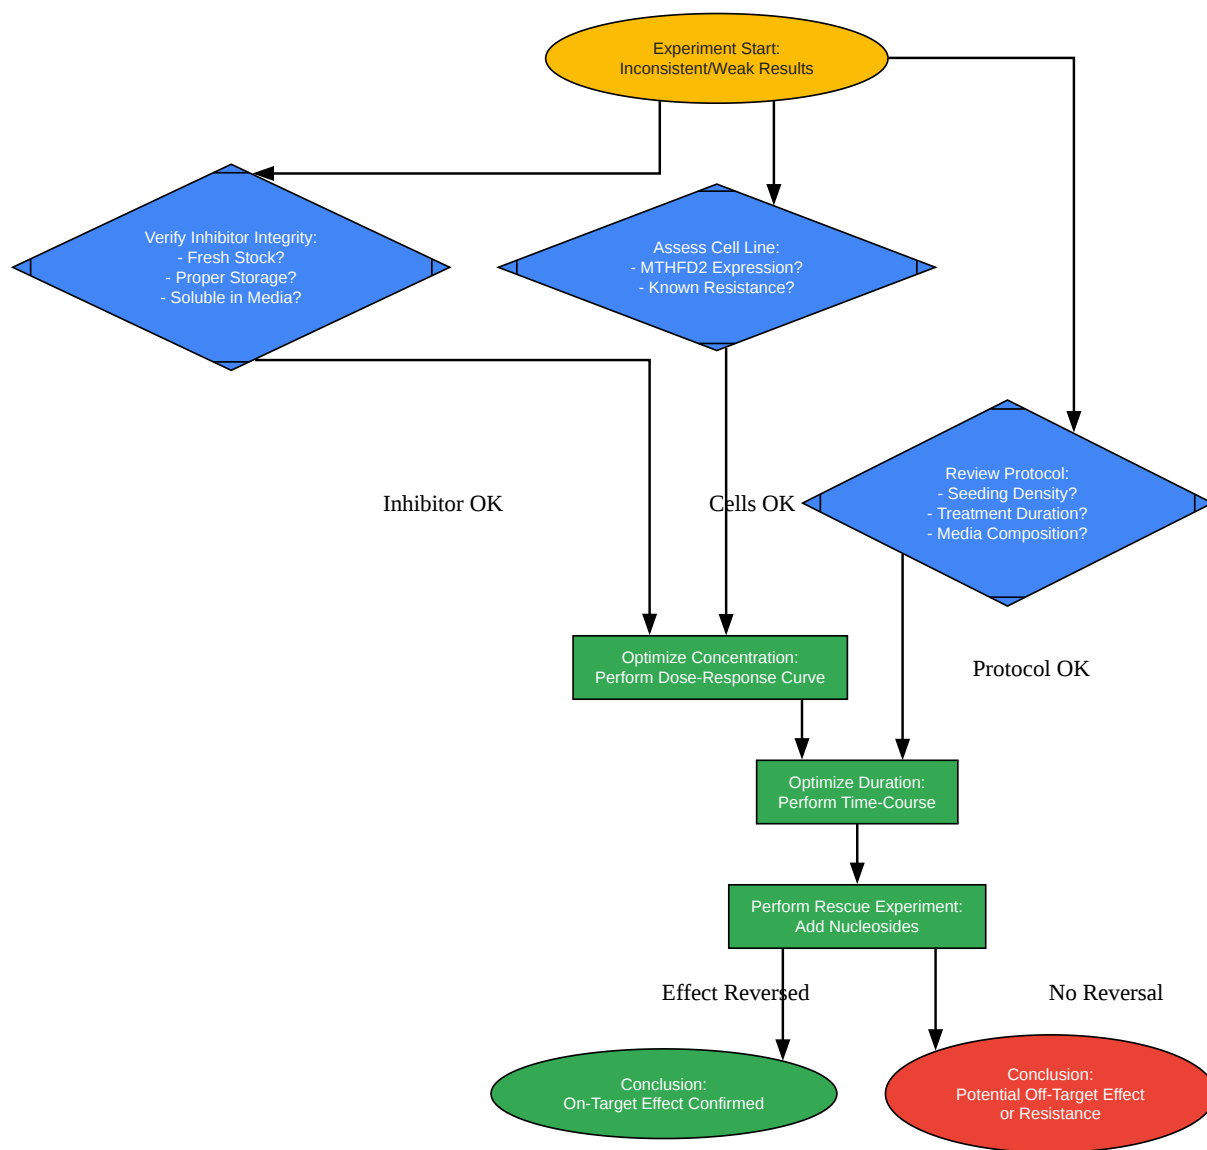 Experiment Start:
Inconsistent/Weak Results
Verify Inhibitor Integrity:
- Fresh Stock?
- Proper Storage?
- Soluble in Media?
Assess Cell Line:
- MTHFD2 Expression?
- Known Resistance?
Review Protocol:
- Seeding Density?
- Treatment Duration?
- Media Composition?
Inhibitor OK
Cells OK
Optimize Concentration:
Perform Dose-Response Curve
Protocol OK
Optimize Duration:
Perform Time-Course
Perform Rescue Experiment:
Add Nucleosides
Effect Reversed
No Reversal
Conclusion:
On-Target Effect Confirmed
Conclusion:
Potential Off-Target Effect
or Resistance